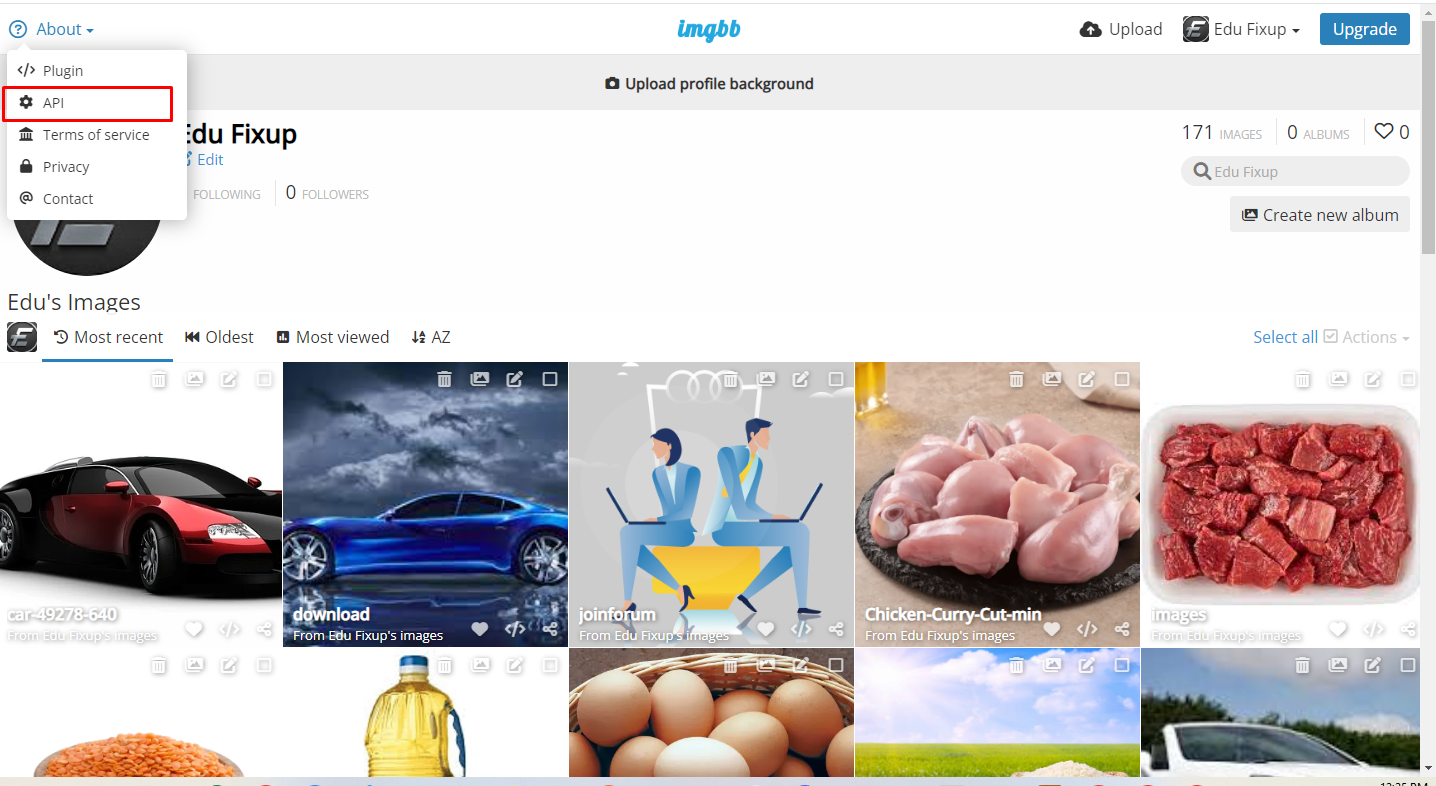 About
imgbb
Upload
Edu Fixup
Upgrade
Plugin
API
Terms of service
Privacy
Contact
Upload profile background
Edu Fixup
Edit
FOLLOWING
0 FOLLOWERS
171 IMAGES
0 ALBUMS
0
Edu Fixup
Create new album
Edu's Images
Most recent
Oldest
Most viewed
AZ
Select all
Actions
car-49278-640
From Edu Fixup's images
download
From Edu Fixup's images
joinforum
From Edu Fixup's images
Chicken-Curry-Cut-min
From Edu Fixup's images
images
From Edu Fixup's images